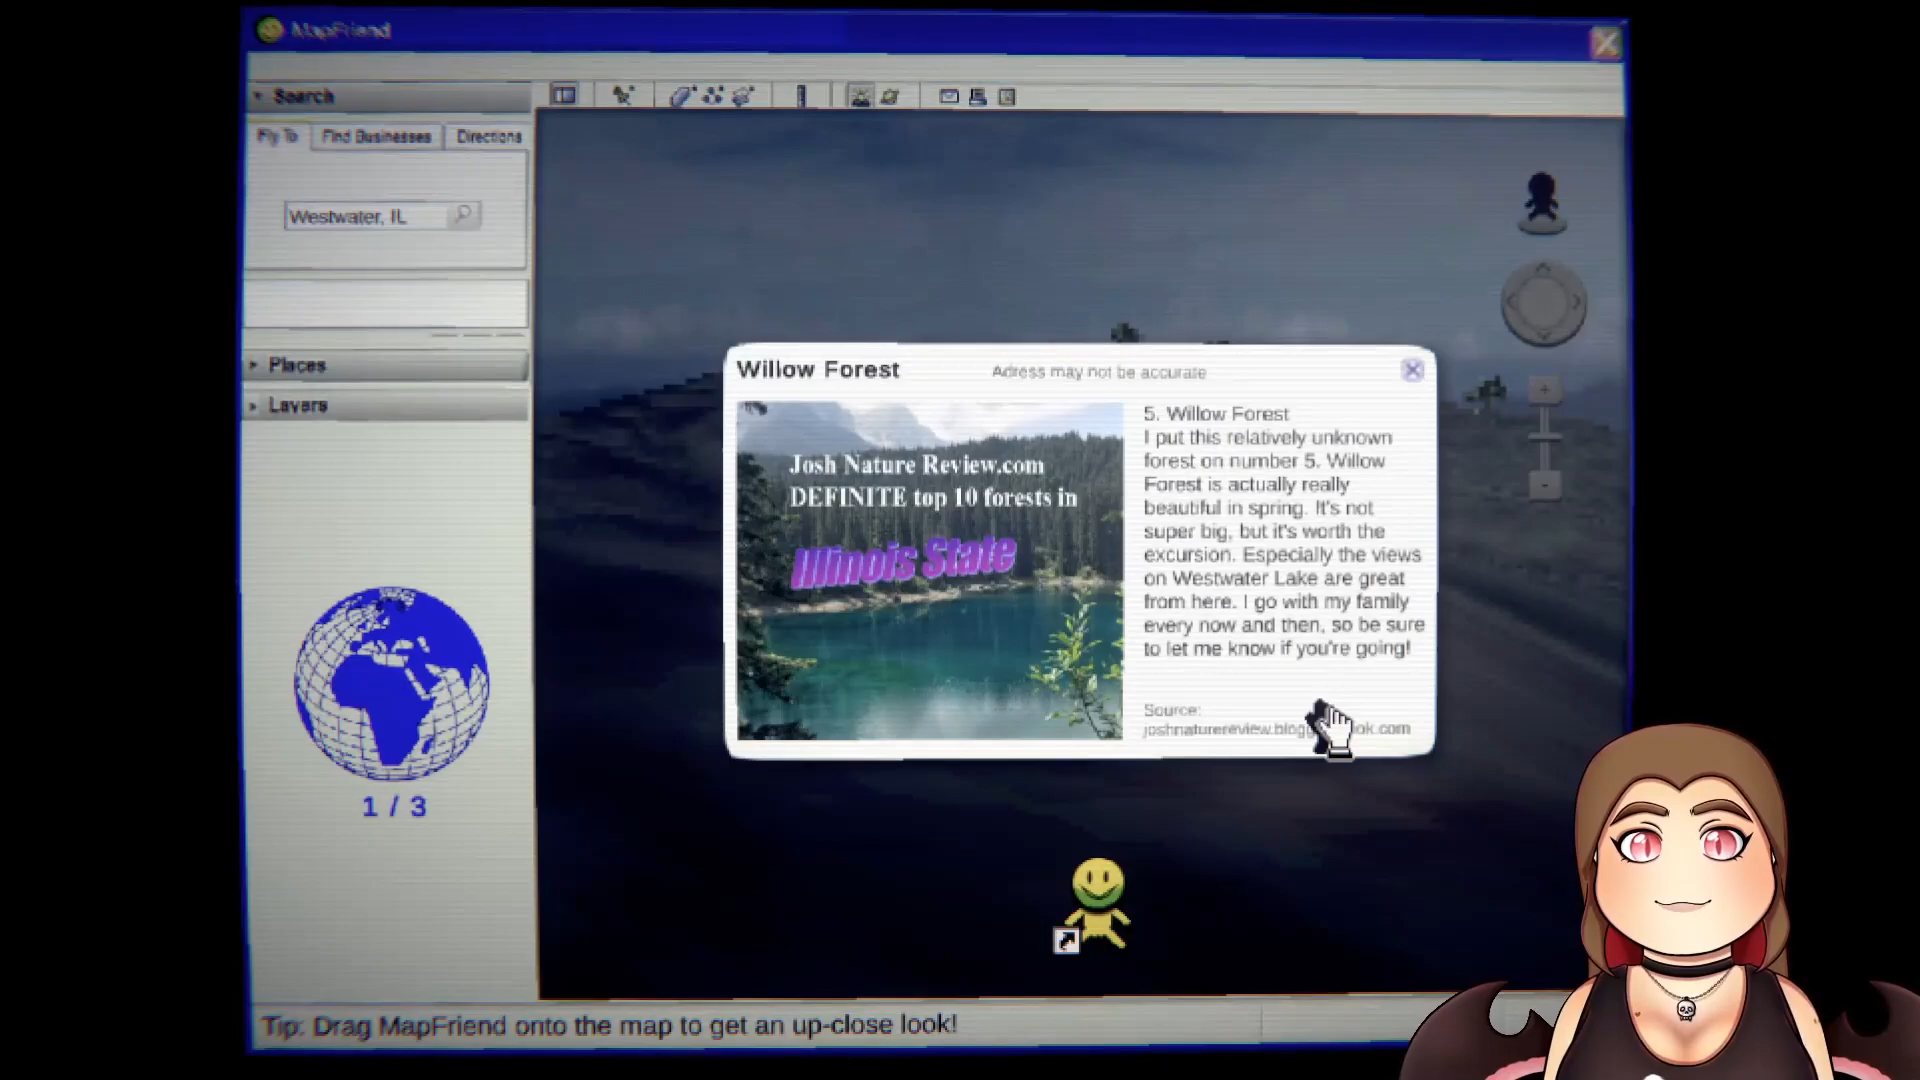 MapFriend
Search
Fly To
Find Businesses
Directions
Westwater, IL
Places
Layers
1 / 3
Willow Forest
Adress may not be accurate
Josh Nature Review.com
DEFINITE top 10 forests in
Illinois State
5. Willow Forest
I put this relatively unknown
forest on number 5. Willow
Forest is actually really
beautiful in spring. It's not
super big, but it's worth the
excursion. Especially the views
on Westwater Lake are great
from here. I go with my family
every now and then, so be sure
to let me know if you're going!
Source:
Tip: Drag MapFriend onto the map to get an up-close look!